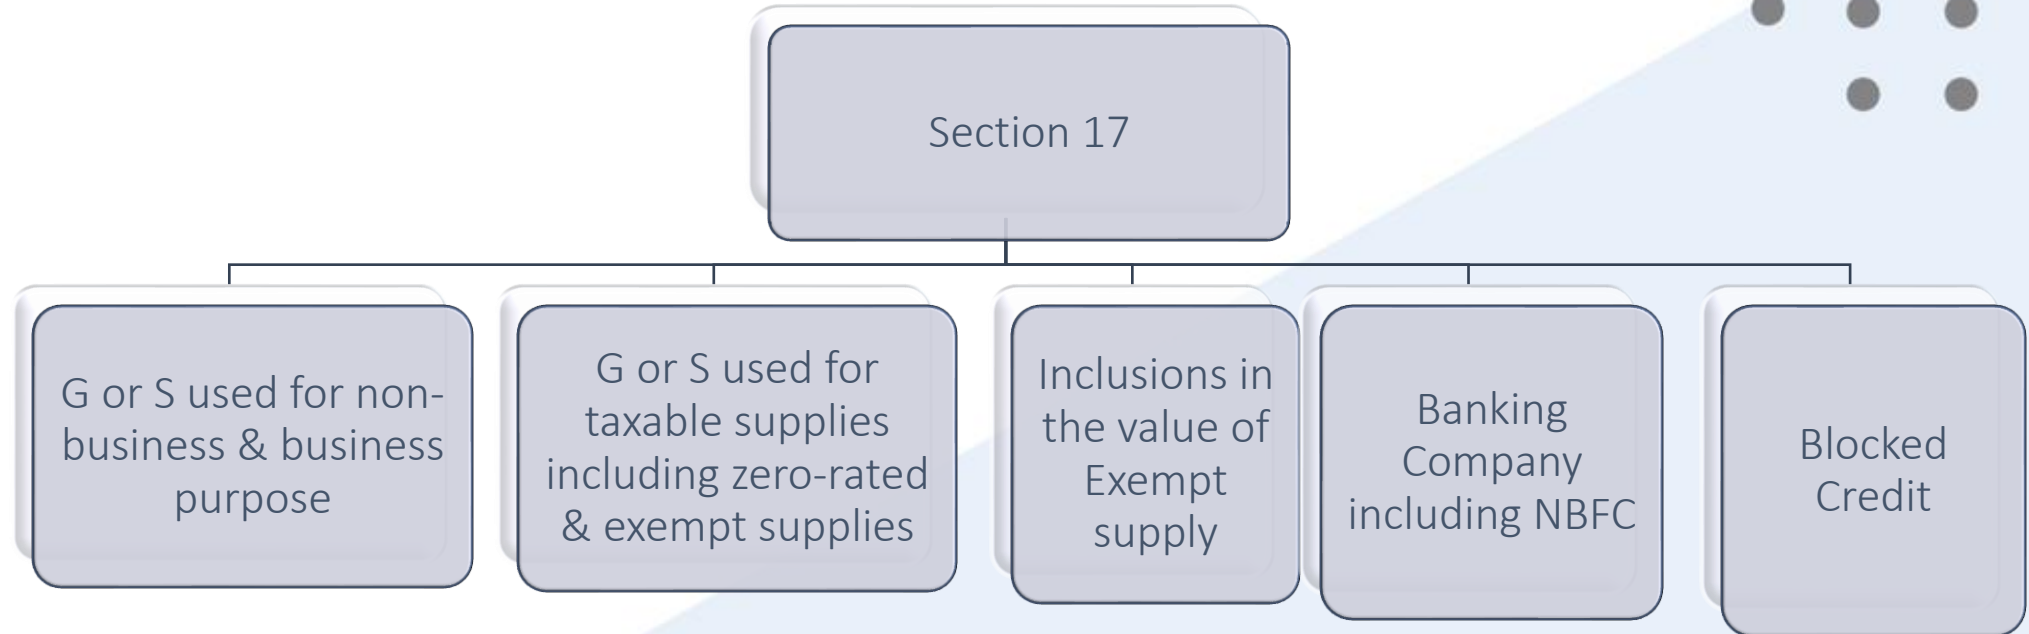 Section 17
G or S used for non-
business & business
purpose
G or S used for
taxable supplies
including zero-rated
& exempt supplies
Inclusions in
the value of
Exempt
supply
Banking
Company
including NBFC
Blocked
Credit